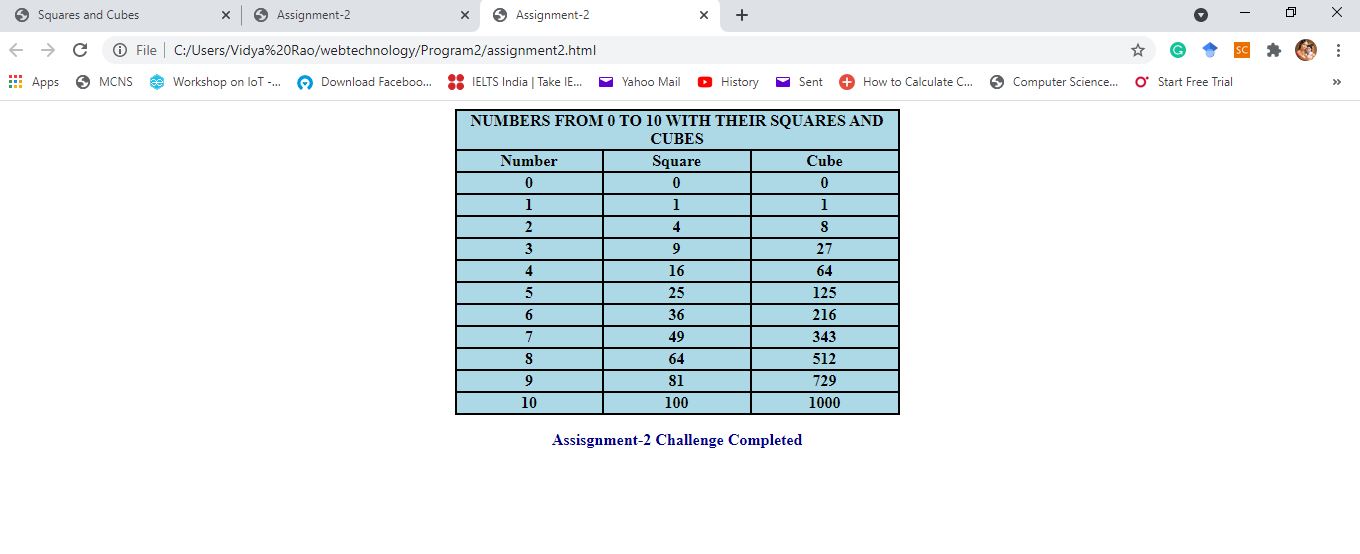 Squares and Cubes Assignment-2 Assignment-2
File C:/Users/Vidya%20Rao/webtechnology/Program2/assignment2.html SC
Apps MCNS Workshop on IoT -... Download Faceboo... IELTS India | Take IE... Yahoo Mail History Sent How to Calculate C... Computer Science... Start Free Trial »
NUMBERS FROM 0 TO 10 WITH THEIR SQUARES AND
CUBES
Number Square Cube
0 0 0
1 1 1
2 4 8
3 9 27
4 16 64
5 25 125
6 36 216
7 49 343
8 64 512
9 81 729
10 100 1000
Assisgnment-2 Challenge Completed